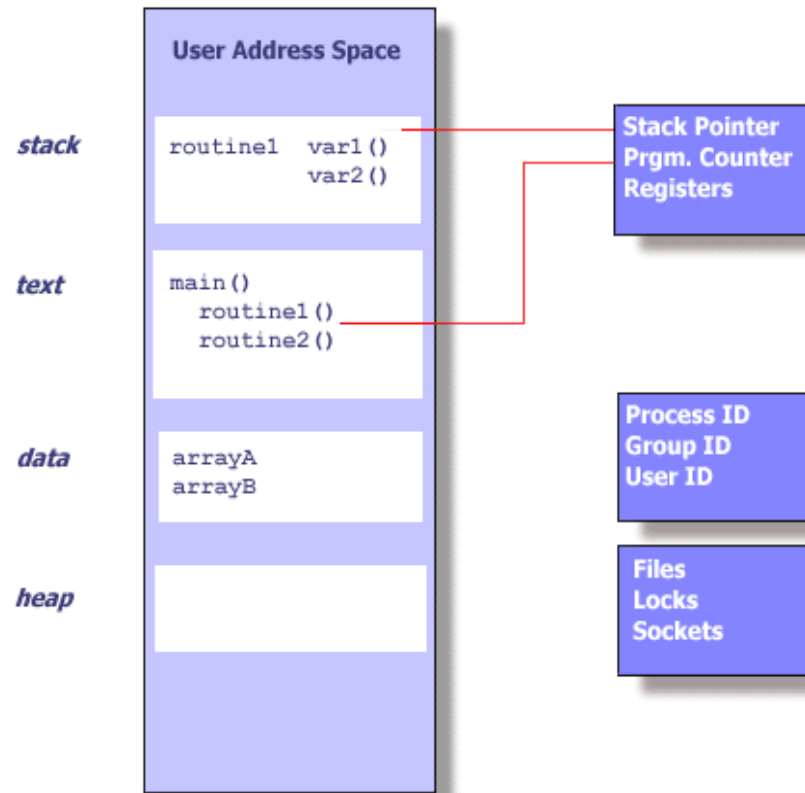 User Address Space
stack
routine1 var1()
var2()
text
main()
routine1()
routine2()
data
arrayA
arrayB
heap
Stack Pointer
Prgm. Counter
Registers
Process ID
Group ID
User ID
Files
Locks
Sockets